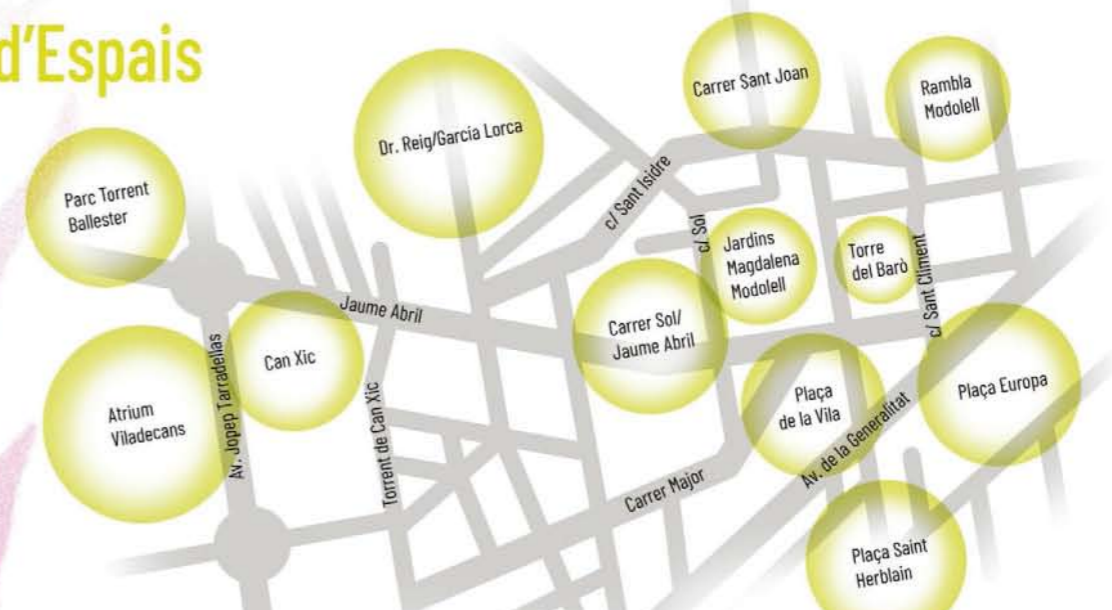 d'Espais
Carrer Sant Joan
Rambla
Modolell
Dr. Reig/García Lorca
Parc Torrent
Ballester
c/ Sant Isidre
c/ Sol
Jardins
Magdalena
Modolell
Torre
del Barò
c/ Sant Climent
Jaume Abril
Can Xic
Carrer Sol/
Jaume Abril
Av. Jopep Tarradellas
Atrium
Viladecans
Torrent de Can Xic
Plaça
de la Vila
Plaça Europa
Av. de la Generalitat
Carrer Major
Plaça Saint
Herblain